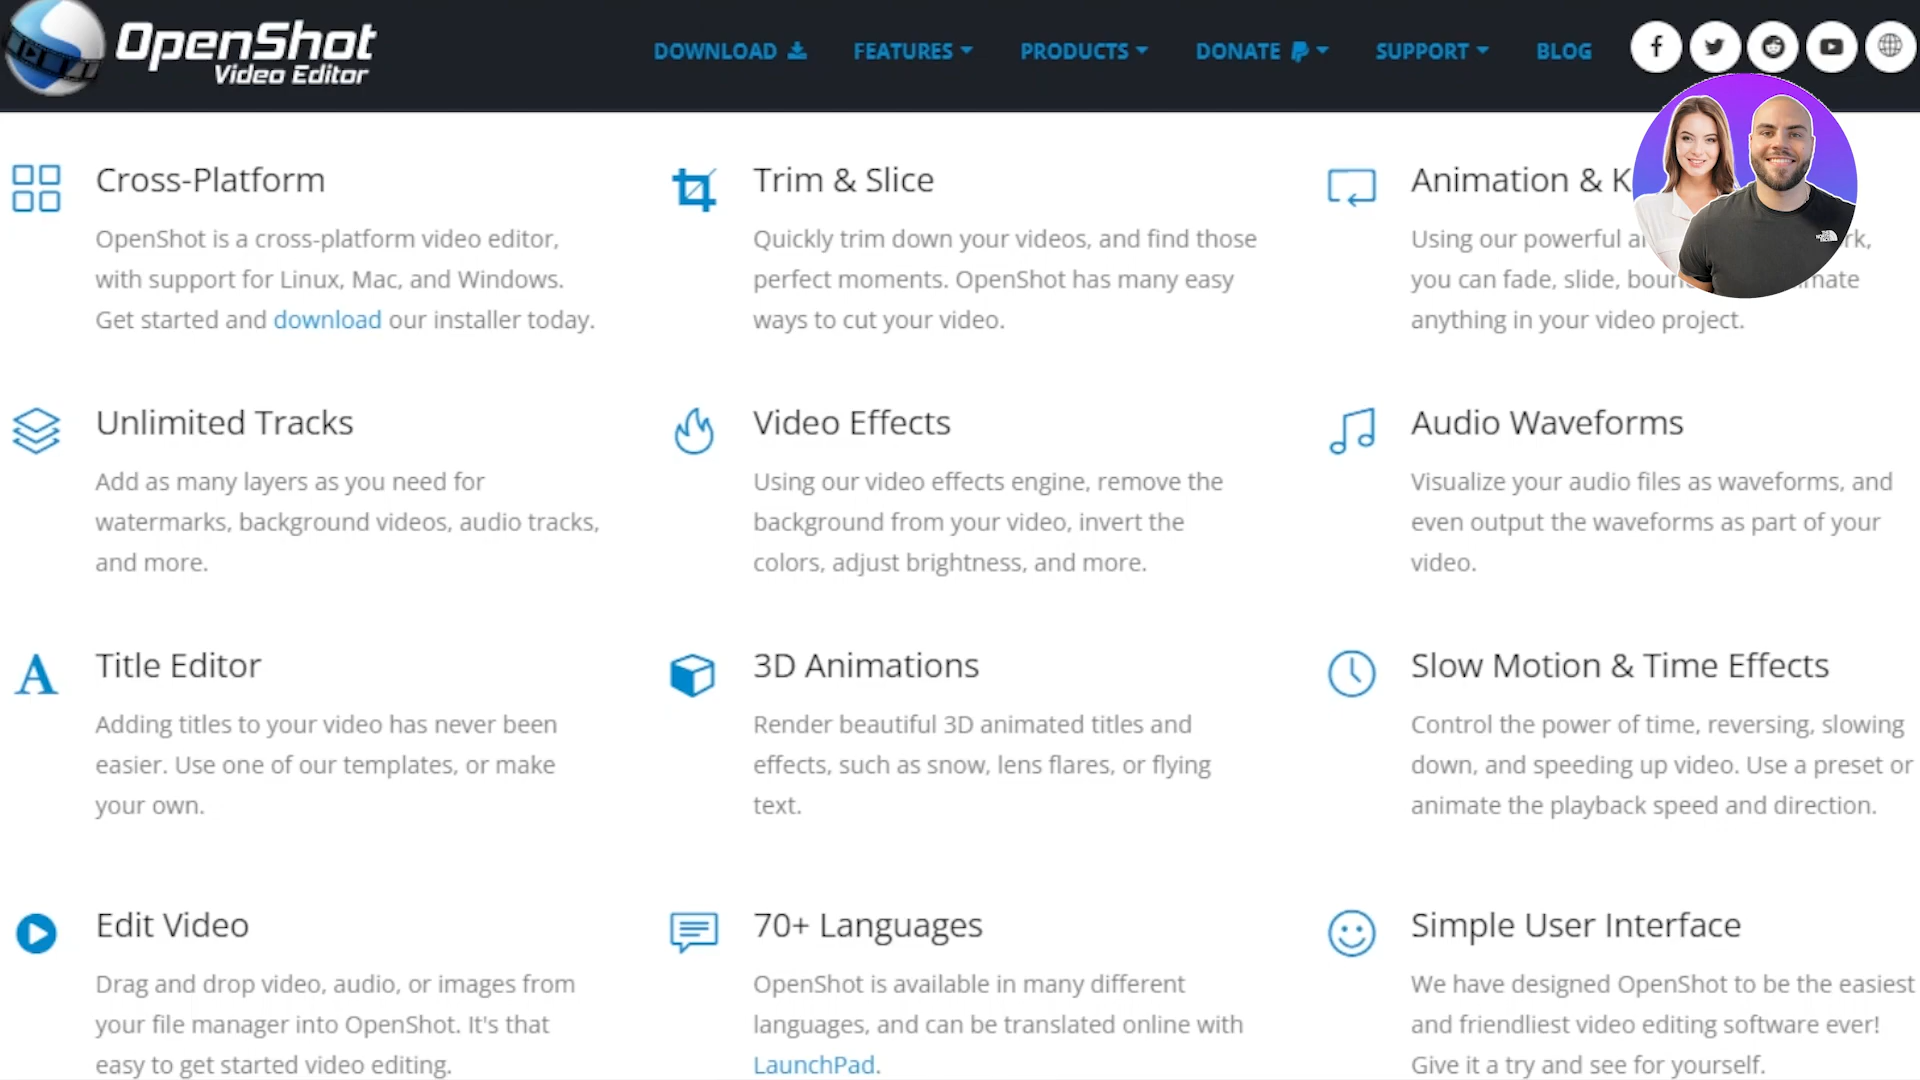 OpenShot
Video Editor
DOWNLOAD FEATURES PRODUCTS DONATE SUPPORT BLOG
Cross-Platform
OpenShot is a cross-platform video editor,
with support for Linux, Mac, and Windows.
Get started and download our installer today.
Trim & Slice
Quickly trim down your videos, and find those
perfect moments. OpenShot has many easy
ways to cut your video.
Animation &
Using our powerful
you can fade, slide,
anything in your video project.
Unlimited Tracks
Add as many layers as you need for
watermarks, background videos, audio tracks,
and more.
Video Effects
Using our video effects engine, remove the
background from your video, invert the
colors, adjust brightness, and more.
Audio Waveforms
Visualize your audio files as waveforms, and
even output the waveforms as part of your
video.
Title Editor
Adding titles to your video has never been
easier. Use one of our templates, or make
your own.
3D Animations
Render beautiful 3D animated titles and
effects, such as snow, lens flares, or flying
text.
Slow Motion & Time Effects
Control the power of time, reversing, slowing
down, and speeding up video. Use a preset or
animate the playback speed and direction.
Edit Video
Drag and drop video, audio, or images from
your file manager into OpenShot. It's that
easy to get started video editing.
70+ Languages
OpenShot is available in many different
languages, and can be translated online with
LaunchPad.
Simple User Interface
We have designed OpenShot to be the easiest
and friendliest video editing software ever!
Give it a try and see for yourself.